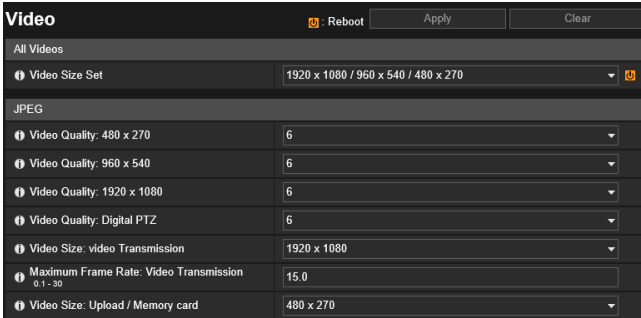 Video
: Reboot
Apply
Clear
All Videos
Video Size Set
1920 x 1080 / 960 x 540 / 480 x 270
JPEG
Video Quality: 480 x 270
6
Video Quality: 960 x 540
6
Video Quality: 1920 x 1080
6
Video Quality: Digital PTZ
6
Video Size: video Transmission
1920 x 1080
Maximum Frame Rate: Video Transmission
0.1 - 30
15.0
Video Size: Upload / Memory card
480 x 270